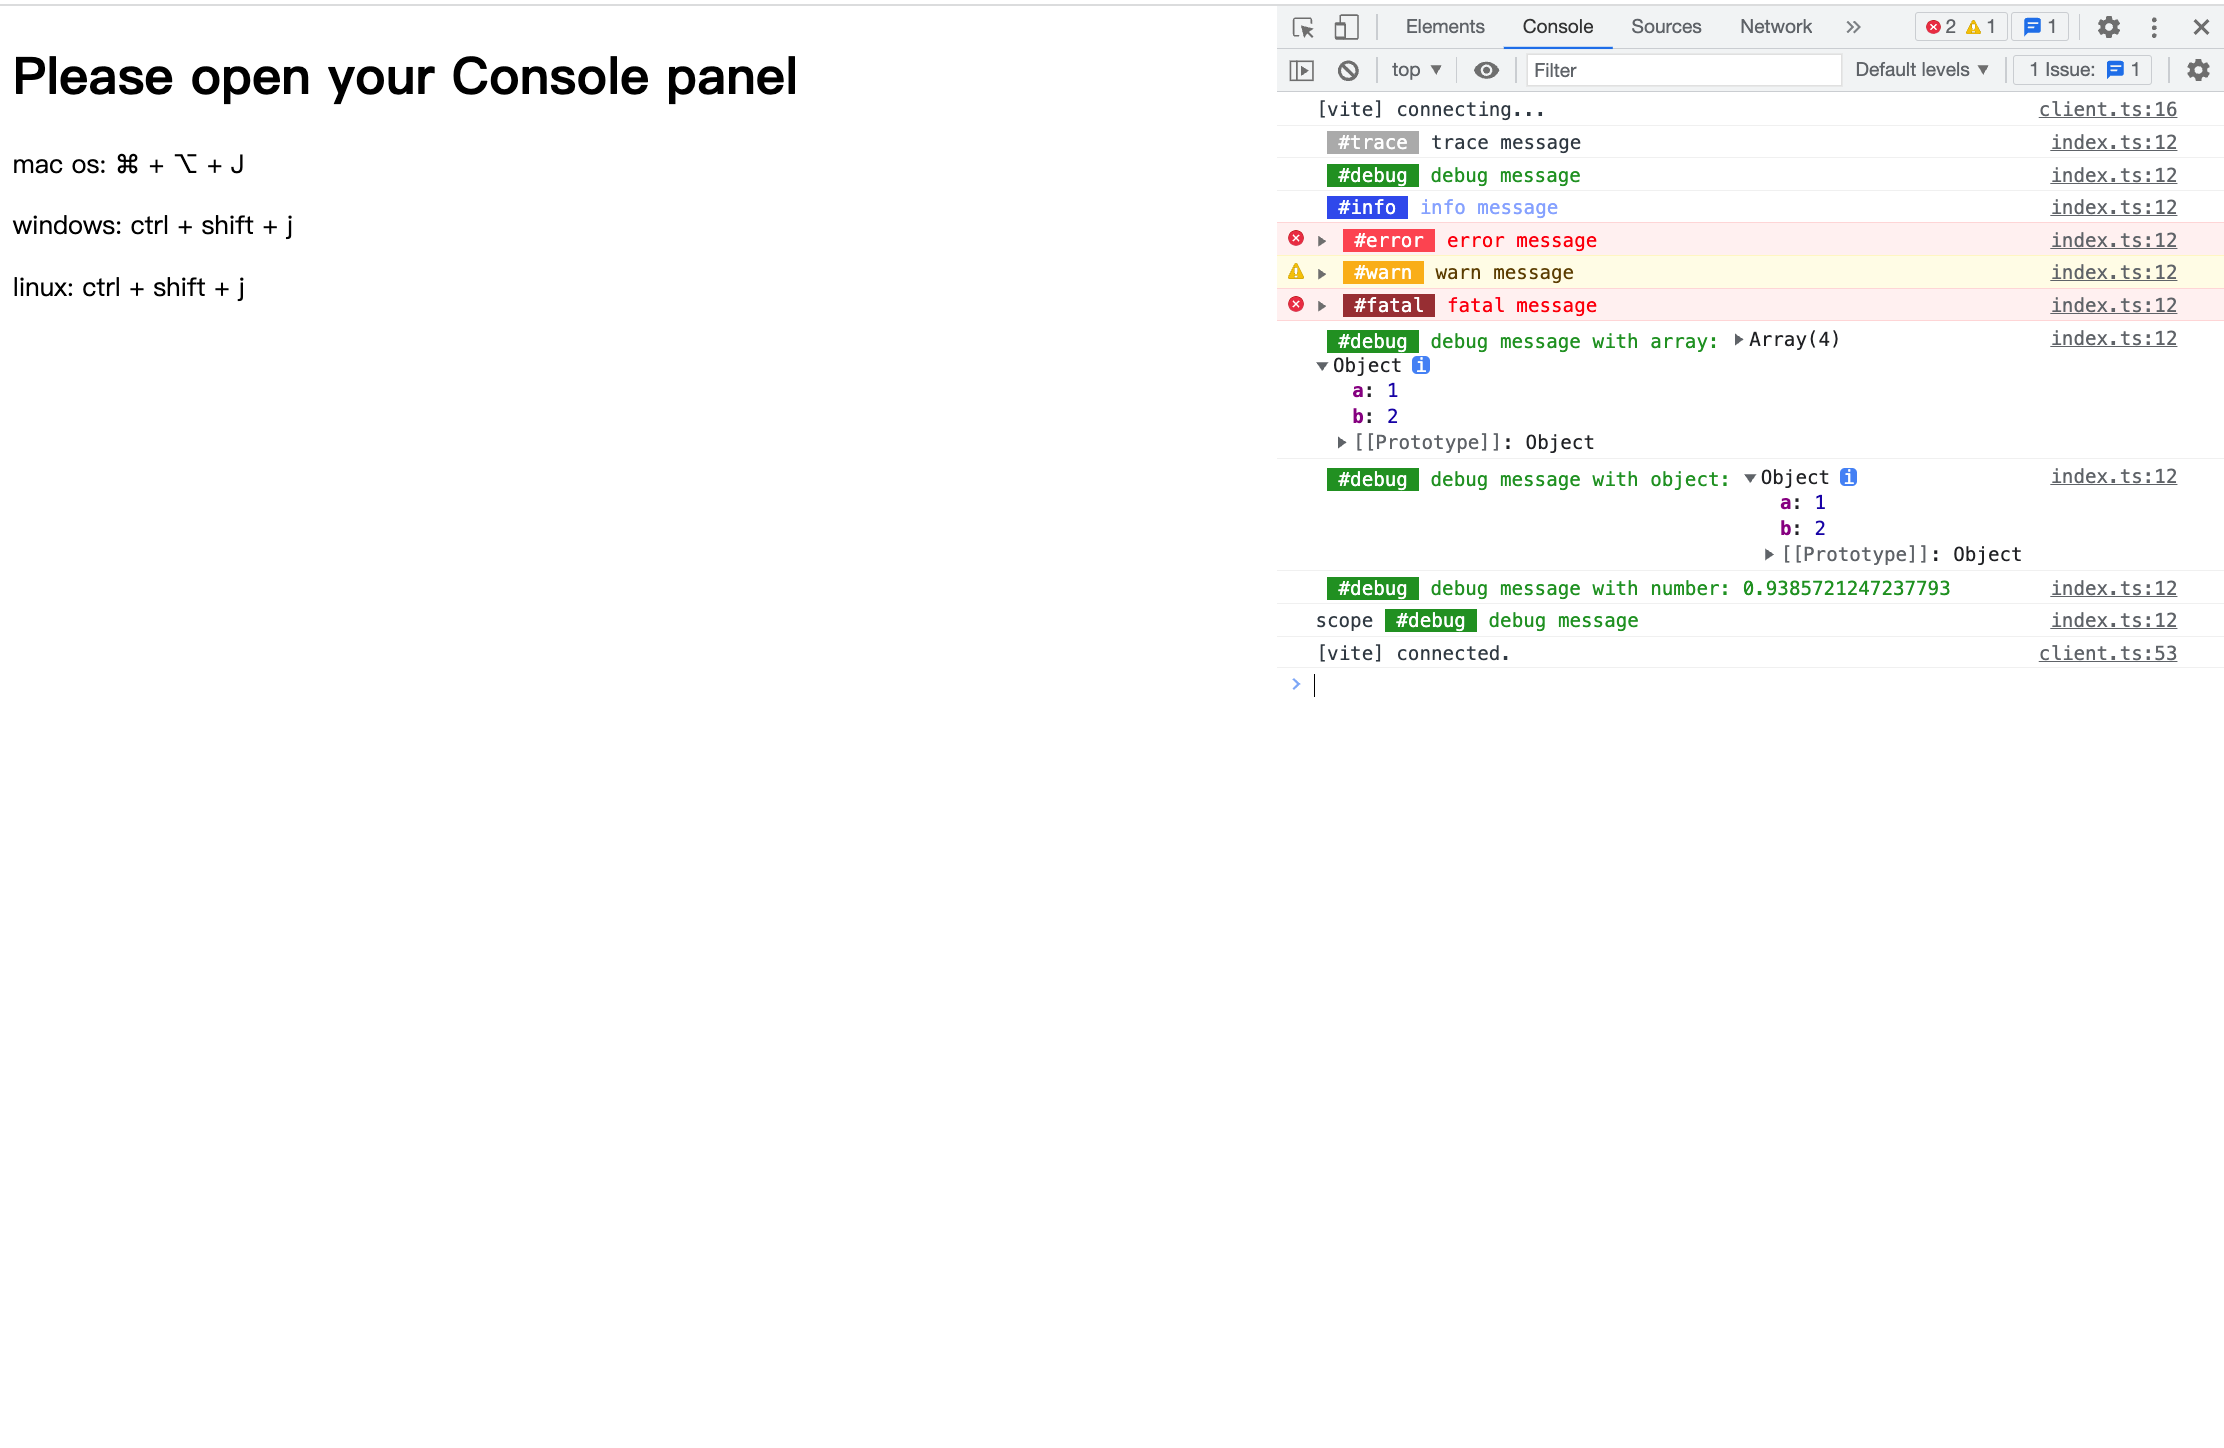 Please open your Console panel
mac os: ⌘ + ⌥ + J
windows: ctrl + shift + j
linux: ctrl + shift + j
Elements Console Sources Network » 2 1 1
top ▼ Filter Default levels ▼ 1 Issue: 1
[vite] connecting... client.ts:16
#trace trace message index.ts:12
#debug debug message index.ts:12
#info info message index.ts:12
#error error message index.ts:12
#warn warn message index.ts:12
#fatal fatal message index.ts:12
#debug debug message with array: ▶Array(4) index.ts:12
▼Object i
a: 1
b: 2
▶[[Prototype]]: Object
#debug debug message with object: ▼Object i index.ts:12
a: 1
b: 2
▶[[Prototype]]: Object
#debug debug message with number: 0.9385721247237793 index.ts:12
scope #debug debug message index.ts:12
[vite] connected. client.ts:53
>